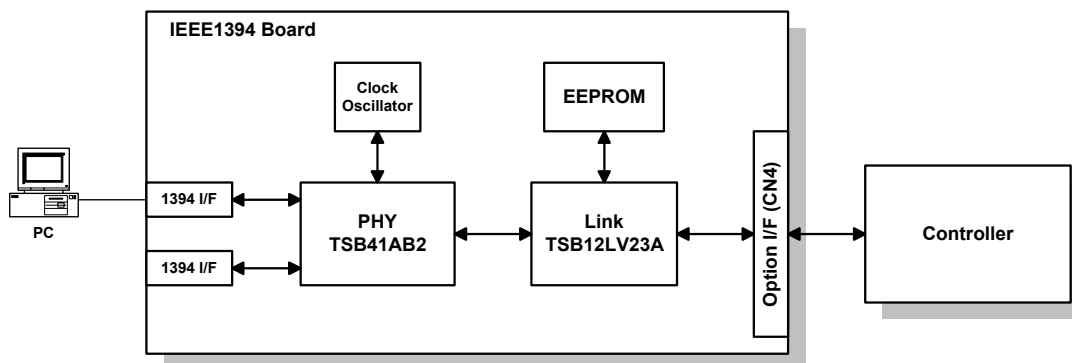 IEEE1394 Board
Clock
Oscillator
EEPROM
PC
1394 I/F
1394 I/F
PHY
TSB41AB2
Link
TSB12LV23A
Option I/F (CN4)
Controller